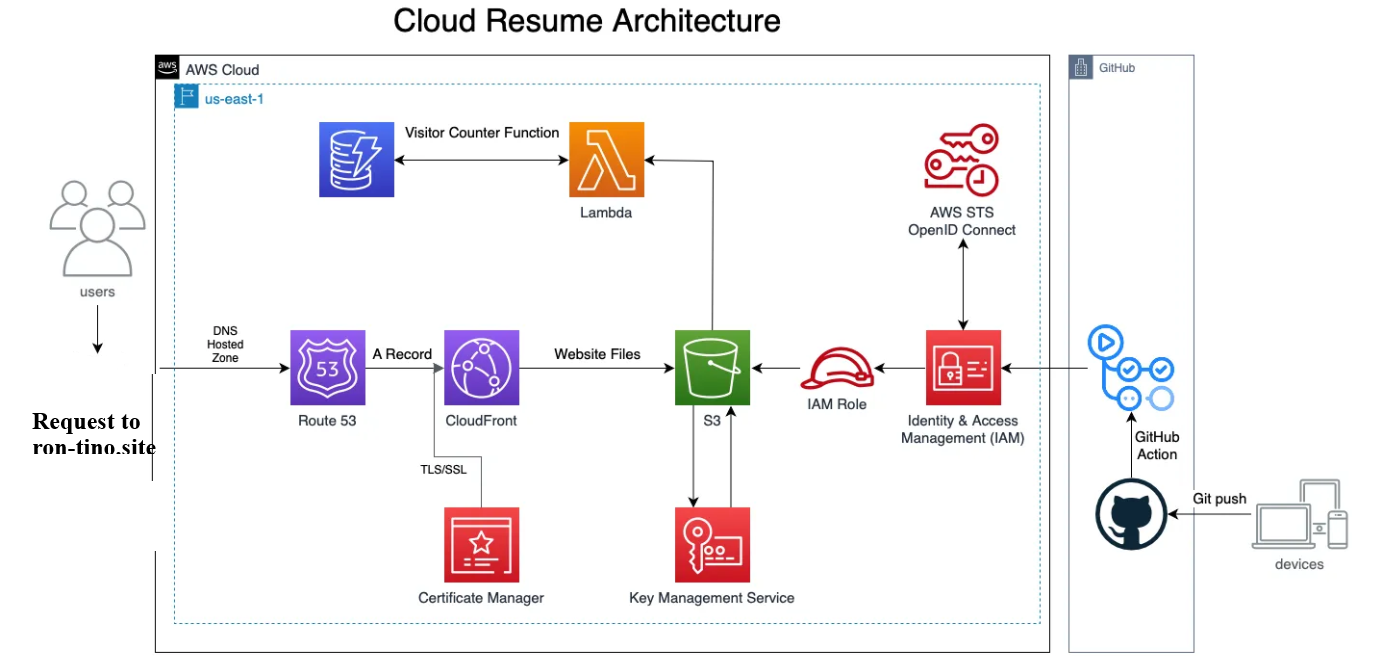 Cloud Resume Architecture
aws
AWS Cloud
GitHub
us-east-1
Visitor Counter Function
Lambda
AWS STS
OpenID Connect
users
DNS
Hosted
Zone
A Record
Website Files
53
Route 53
CloudFront
S3
IAM Role
Identity & Access
Management (IAM)
Request to
ron-tino.site
TLS/SSL
GitHub
Action
Git push
devices
Certificate Manager
Key Management Service